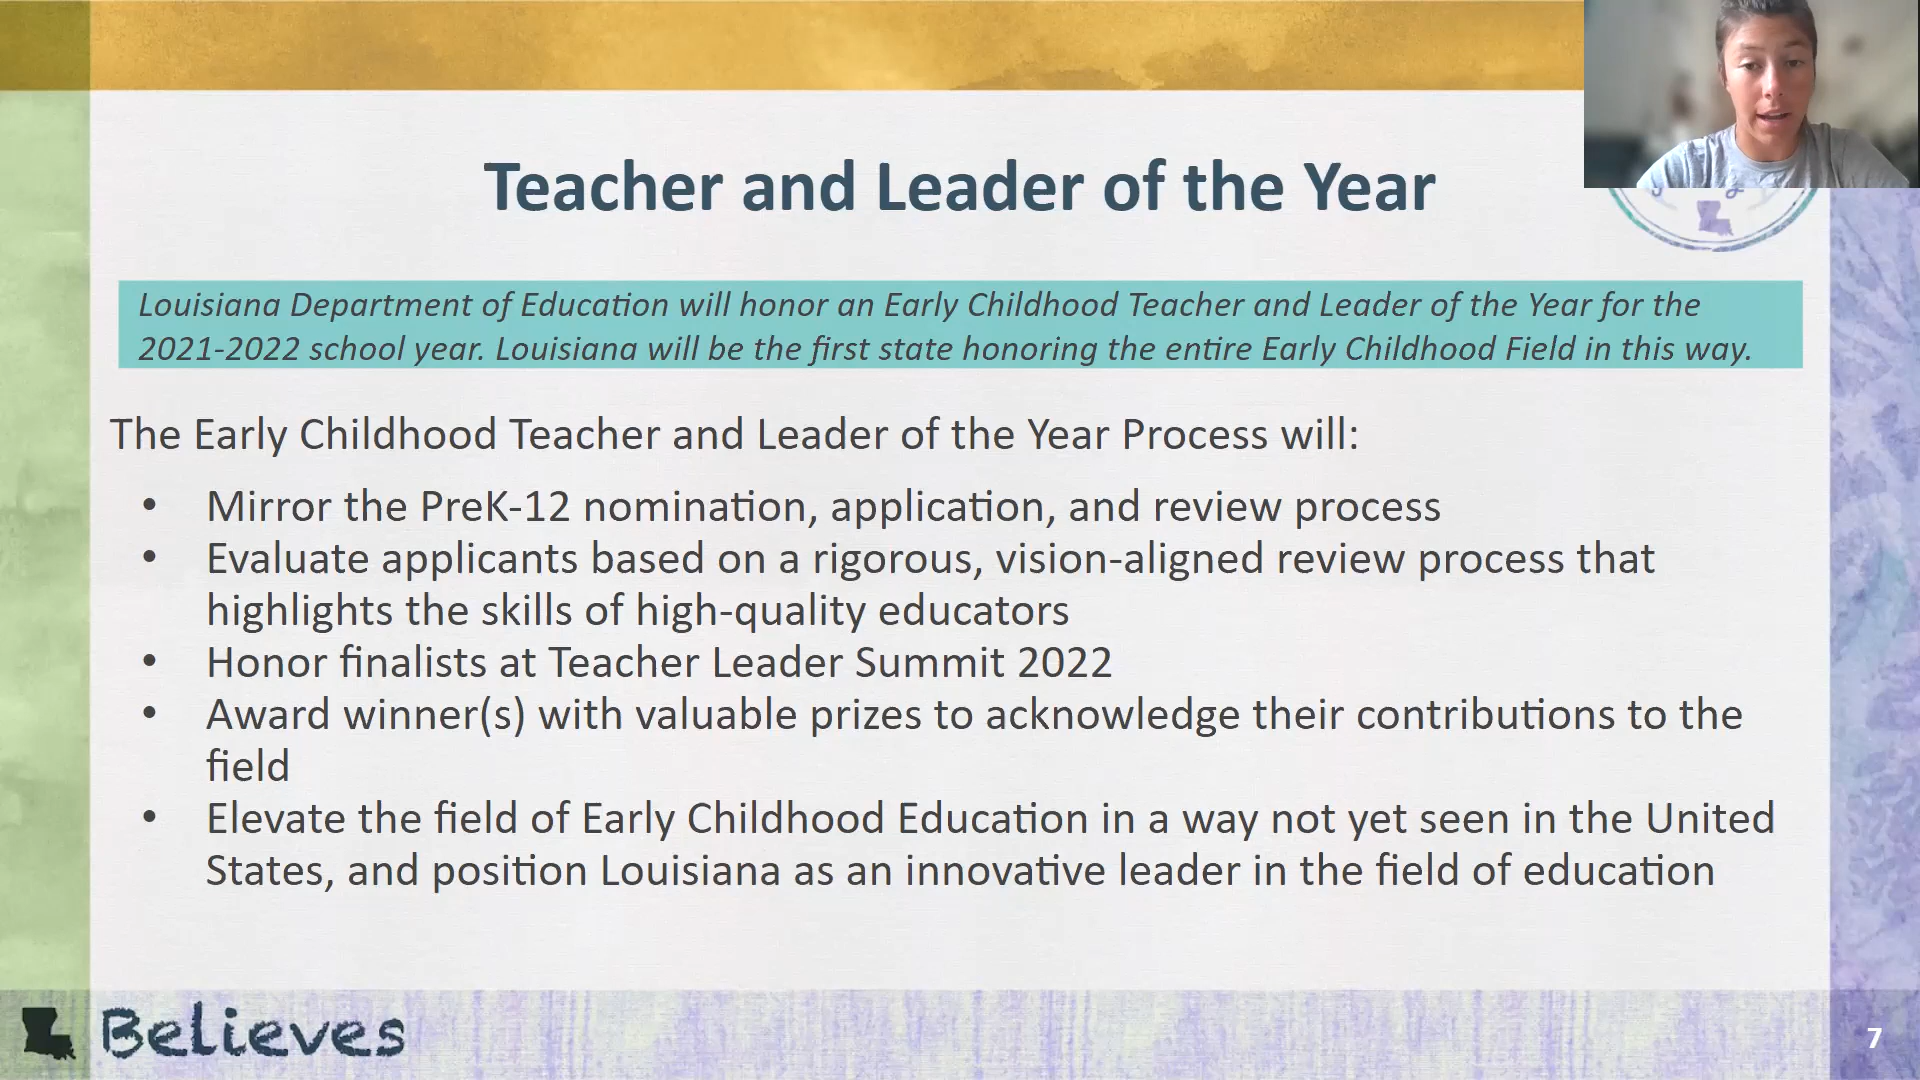 Teacher and Leader of the Year
Louisiana Department of Education will honor an Early Childhood Teacher and Leader of the Year for the
2021-2022 school year. Louisiana will be the first state honoring the entire Early Childhood Field in this way.
The Early Childhood Teacher and Leader of the Year Process will:
• Mirror the PreK-12 nomination, application, and review process
• Evaluate applicants based on a rigorous, vision-aligned review process that
highlights the skills of high-quality educators
• Honor finalists at Teacher Leader Summit 2022
• Award winner(s) with valuable prizes to acknowledge their contributions to the
field
• Elevate the field of Early Childhood Education in a way not yet seen in the United
States, and position Louisiana as an innovative leader in the field of education
Believes
7